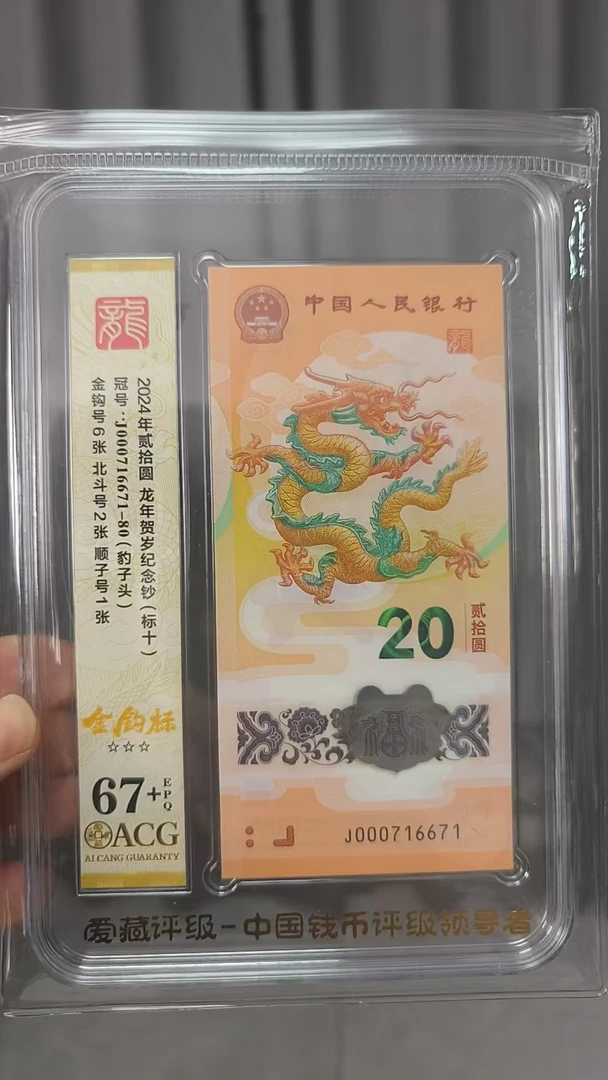 龍
2024年贰拾圆 龙年贺岁纪念钞(标十)
冠号:J000716671-80(豹子头)
金钩号6张 北斗号2张 顺子号1张
金钩标
67+ EPQ
ACG
AI CANG GUARANTY
中国人民银行
龍
20 贰拾圆
福
J000716671
爱藏评级-中国钱币评级领导者